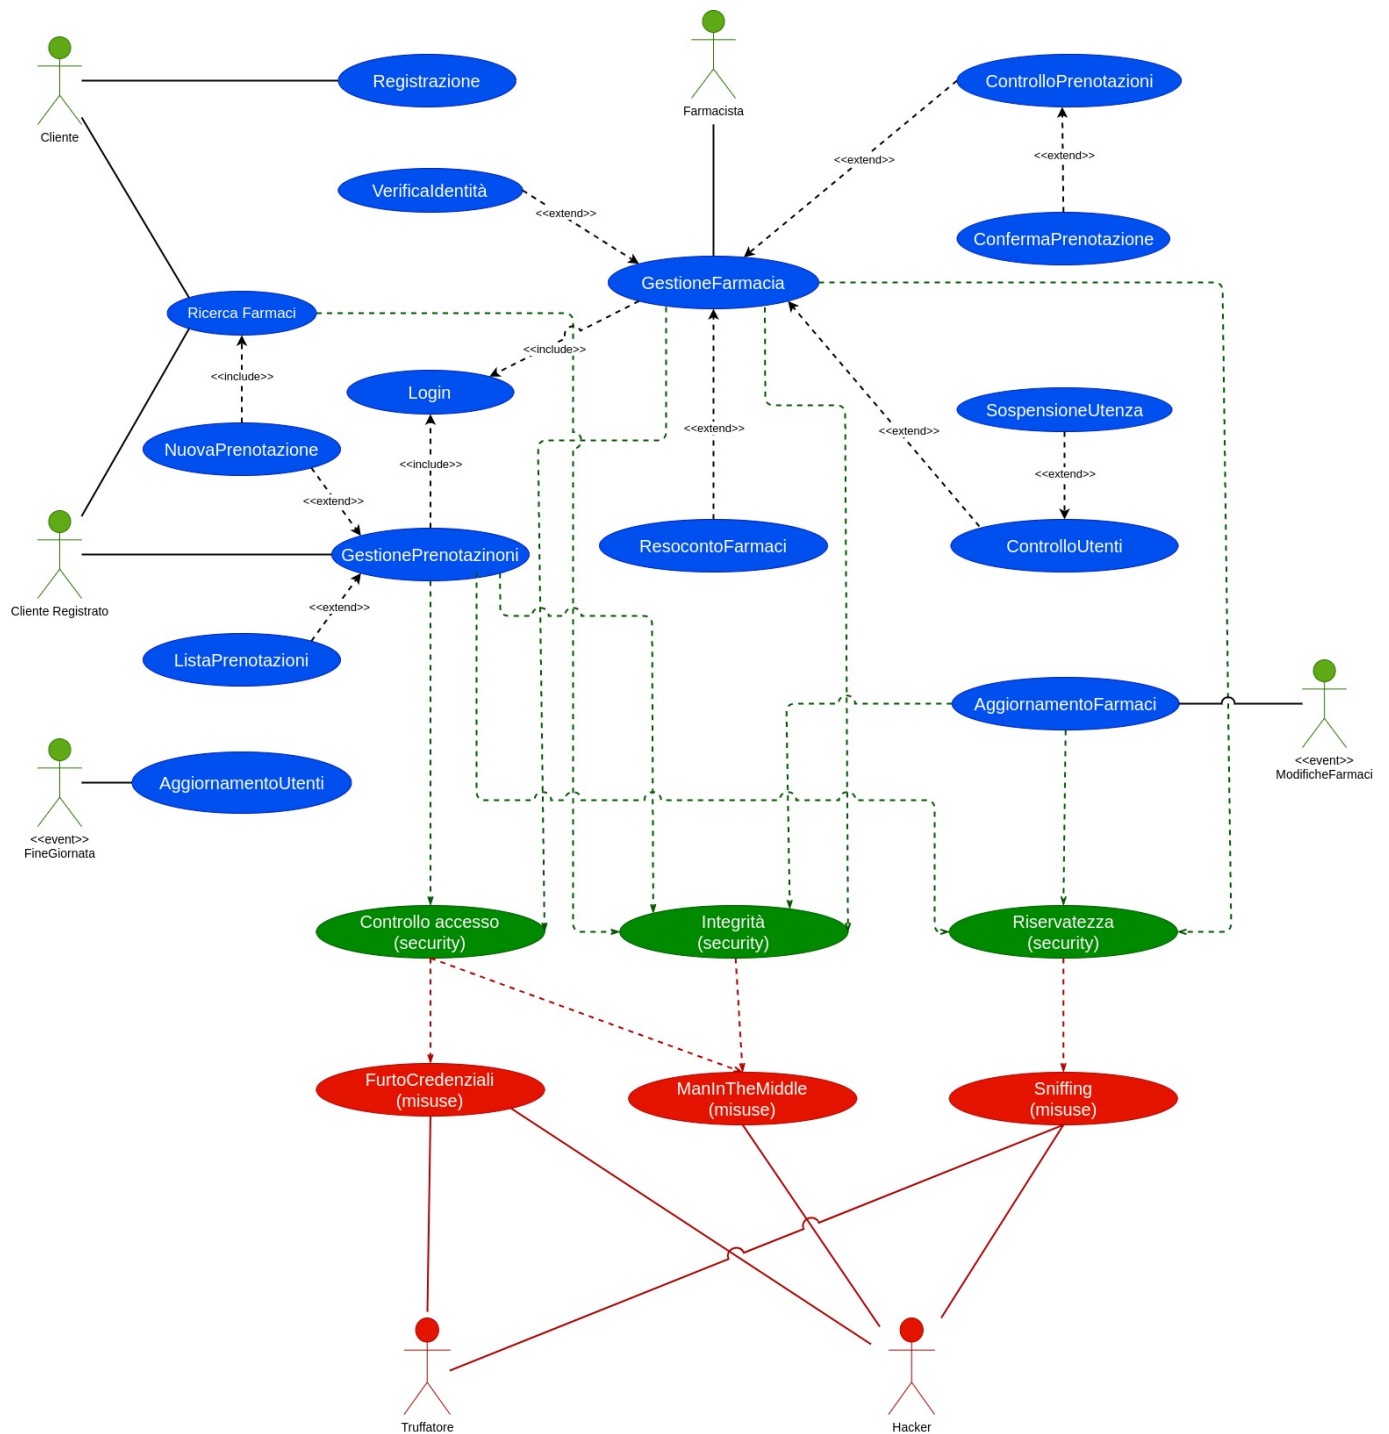 Cliente
Registrazione
Farmacista
ControlloPrenotazioni
<<extend>>
<<extend>>
VerificaIdentità
<<extend>>
ConfermaPrenotazione
GestioneFarmacia
Ricerca Farmaci
<<include>>
<<include>>
Login
SospensioneUtenza
<<extend>>
<<extend>>
NuovaPrenotazione
<<include>>
<<extend>>
<<extend>>
GestionePrenotazinoni
ResocontoFarmaci
ControlloUtenti
Cliente Registrato
<<extend>>
ListaPrenotazioni
AggiornamentoFarmaci
<<event>>
ModificheFarmaci
AggiornamentoUtenti
<<event>>
FineGiornata
Controllo accesso
(security)
Integrità
(security)
Riservatezza
(security)
FurtoCredenziali
(misuse)
ManInTheMiddle
(misuse)
Sniffing
(misuse)
Truffatore
Hacker